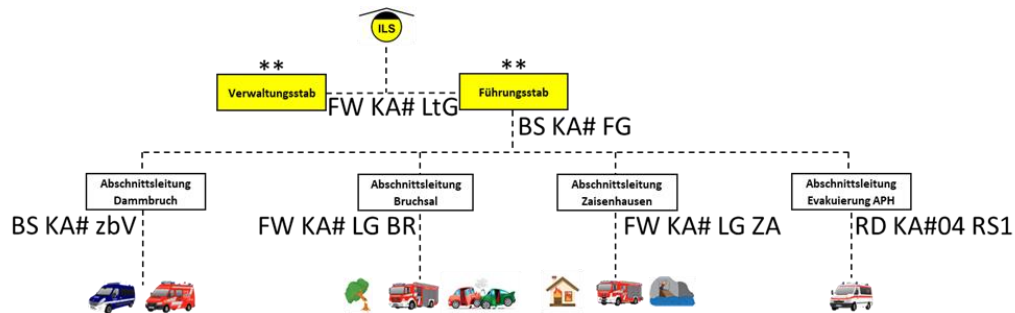 ILS
**
**
Verwaltungsstab
Führungsstab
FW KA# LtG
BS KA# FG
Abschnittsleitung
Dammbruch
Abschnittsleitung
Bruchsal
Abschnittsleitung
Zaisenhausen
Abschnittsleitung
Evakuierung APH
BS KA# zbV
FW KA# LG BR
FW KA# LG ZA
RD KA#04 RS1